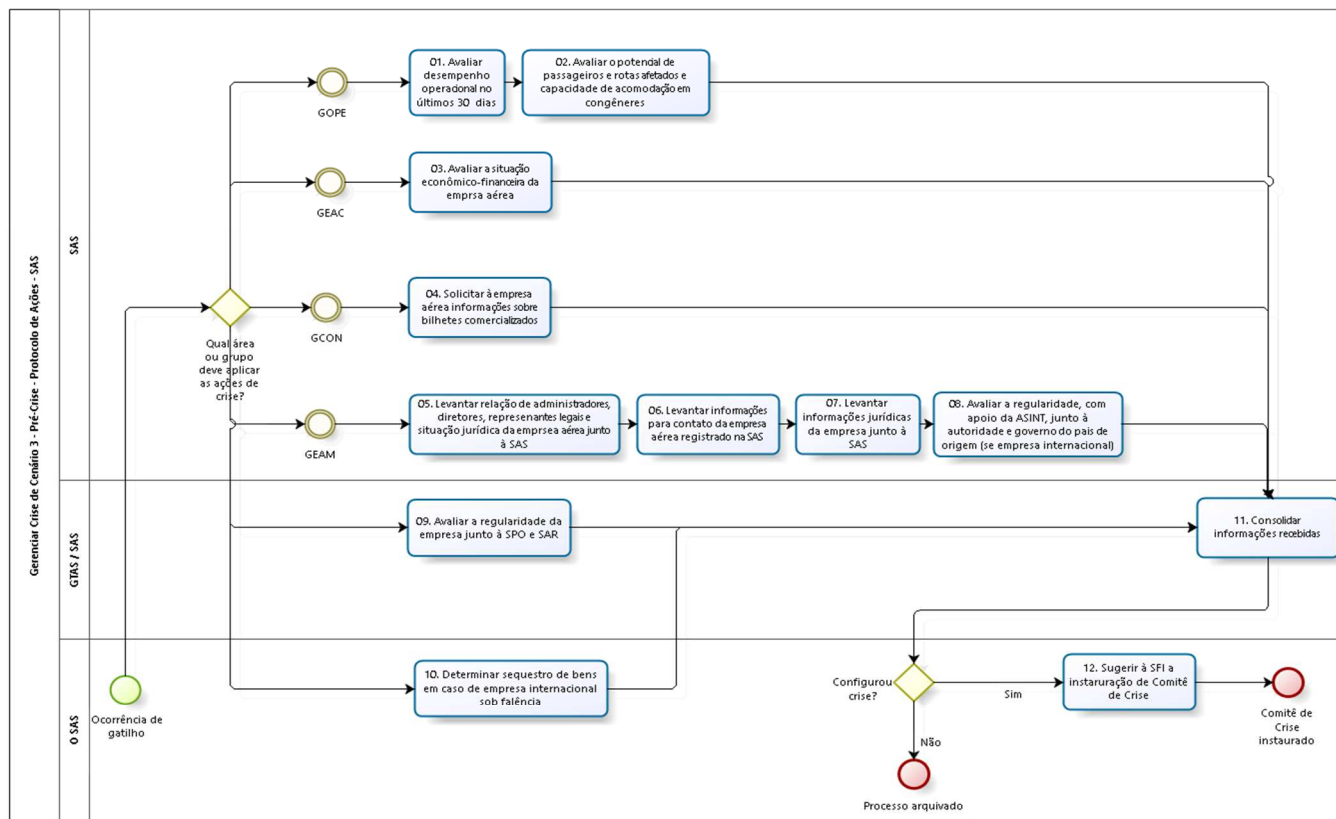 Gerenciar Crise de Cenário 3 - Pré-Crise - Protocolo de Ações - SAS
SAS
01. Avaliar
desempenho
operacional no
últimos 30 dias
02. Avaliar o potencial de
passageiros e rotas afetados e
capacidade de acomodação em
congêneres
GOPE
03. Avaliar a situação
econômico-financeira da
emprsa aérea
GEAC
04. Solicitar à empresa
aérea informações sobre
bilhetes comercializados
GCON
Qual área
ou grupo
deve aplicar
as ações de
crise?
05. Levantar relação de administradores,
diretores, represenantes legais e
situação jurídica da emprsea aérea junto
à SAS
06. Levantar informações
para contato da empresa
aérea registrado na SAS
07. Levantar
informações jurídicas
da empresa junto à
SAS
08. Avaliar a regularidade, com
apoio da ASINT, junto à
autoridade e governo do país de
origem (se empresa internacional)
GEAM
GTAS / SAS
09. Avaliar a regularidade da
empresa junto à SPO e SAR
11. Consolidar
informações recebidas
O SAS
Ocorrência de
gatilho
10. Determinar sequestro de bens
em caso de empresa internacional
sob falência
Configurou
crise?
Sim
12. Sugerir à SFI a
instaruração de Comitê
de Crise
Comitê de
Crise
instaurado
Não
Processo arquivado